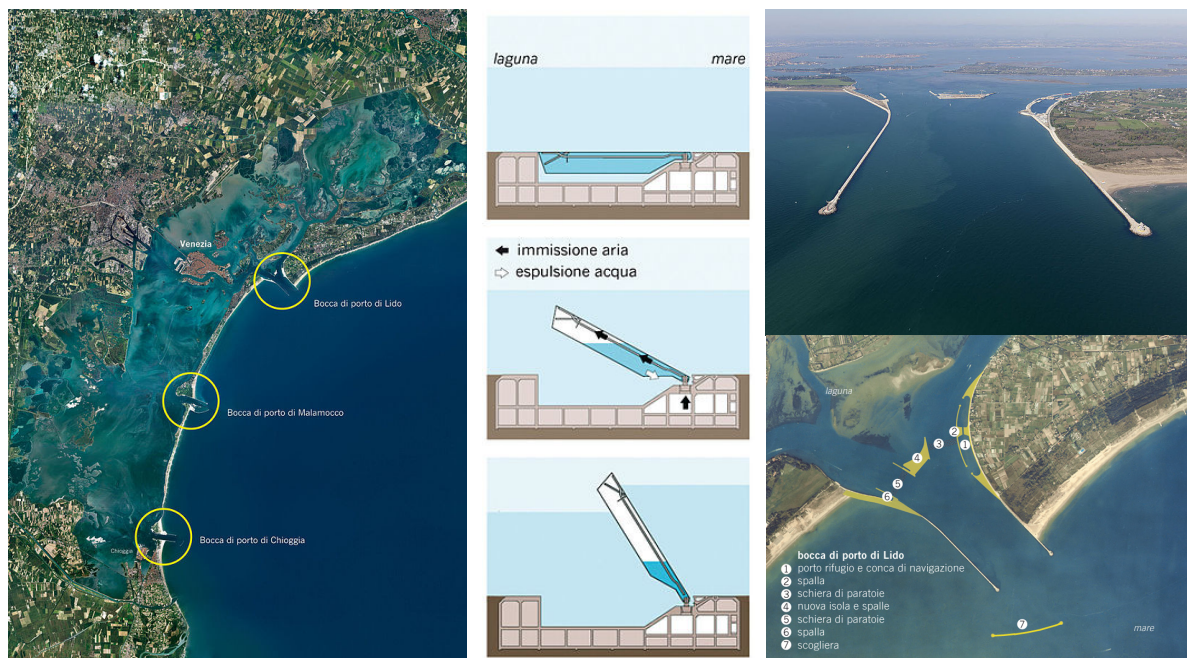 Venezia
Bocca di porto di Lido
Bocca di porto di Malamocco
Bocca di porto di Chioggia
Chioggia
laguna
mare
immissione aria
espulsione acqua
laguna
2
1
3
4
5
6
7
bocca di porto di Lido
1 porto rifugio e conca di navigazione
2 spalla
3 schiera di paratoie
4 nuova isola e spalle
5 schiera di paratoie
6 spalla
7 scogliera
mare